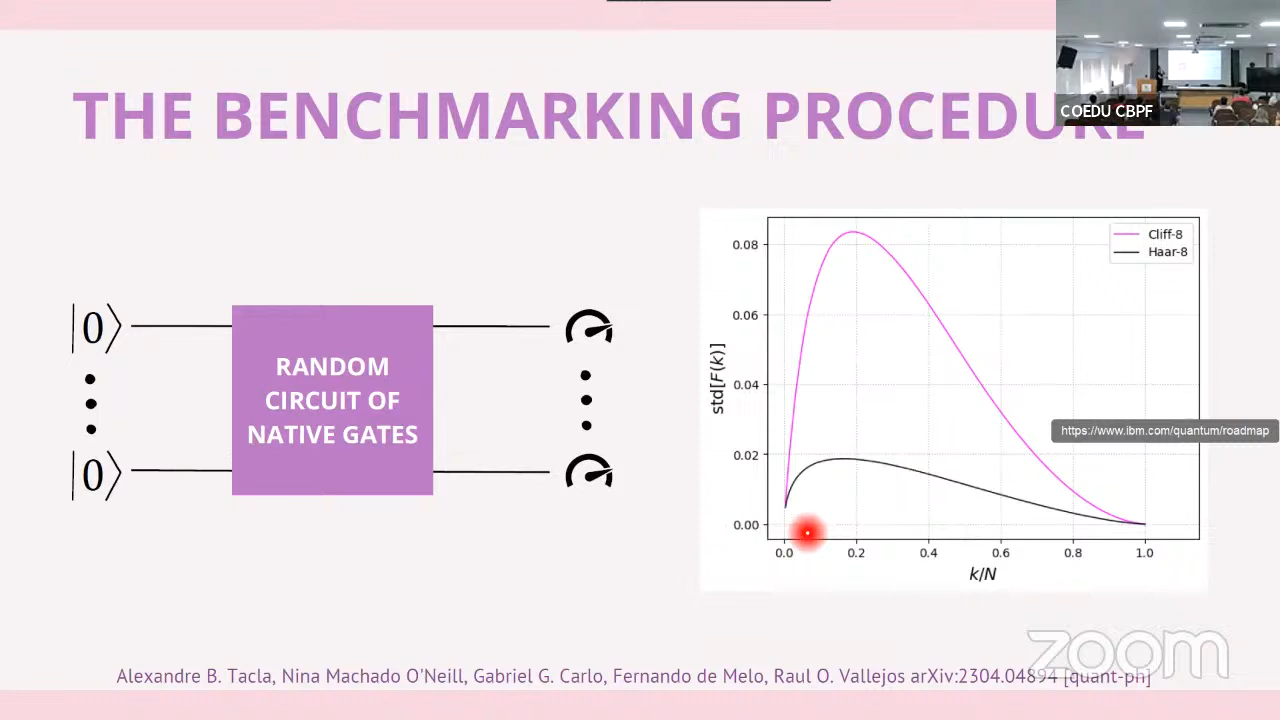 THE BENCHMARKING PROCEDURE
COEDU CBPF
|0⟩
|0⟩
RANDOM
CIRCUIT OF
NATIVE GATES
Cliff-8
Haar-8
0.08
0.06
0.04
0.02
0.00
std[F(k)]
0.0 0.2 0.4 0.6 0.8 1.0
k/N
https://www.ibm.com/quantum/roadmap
zoom
Alexandre B. Tacla, Nina Machado O'Neill, Gabriel G. Carlo, Fernando de Melo, Raul O. Vallejos arXiv:2304.04894 [quant-ph]